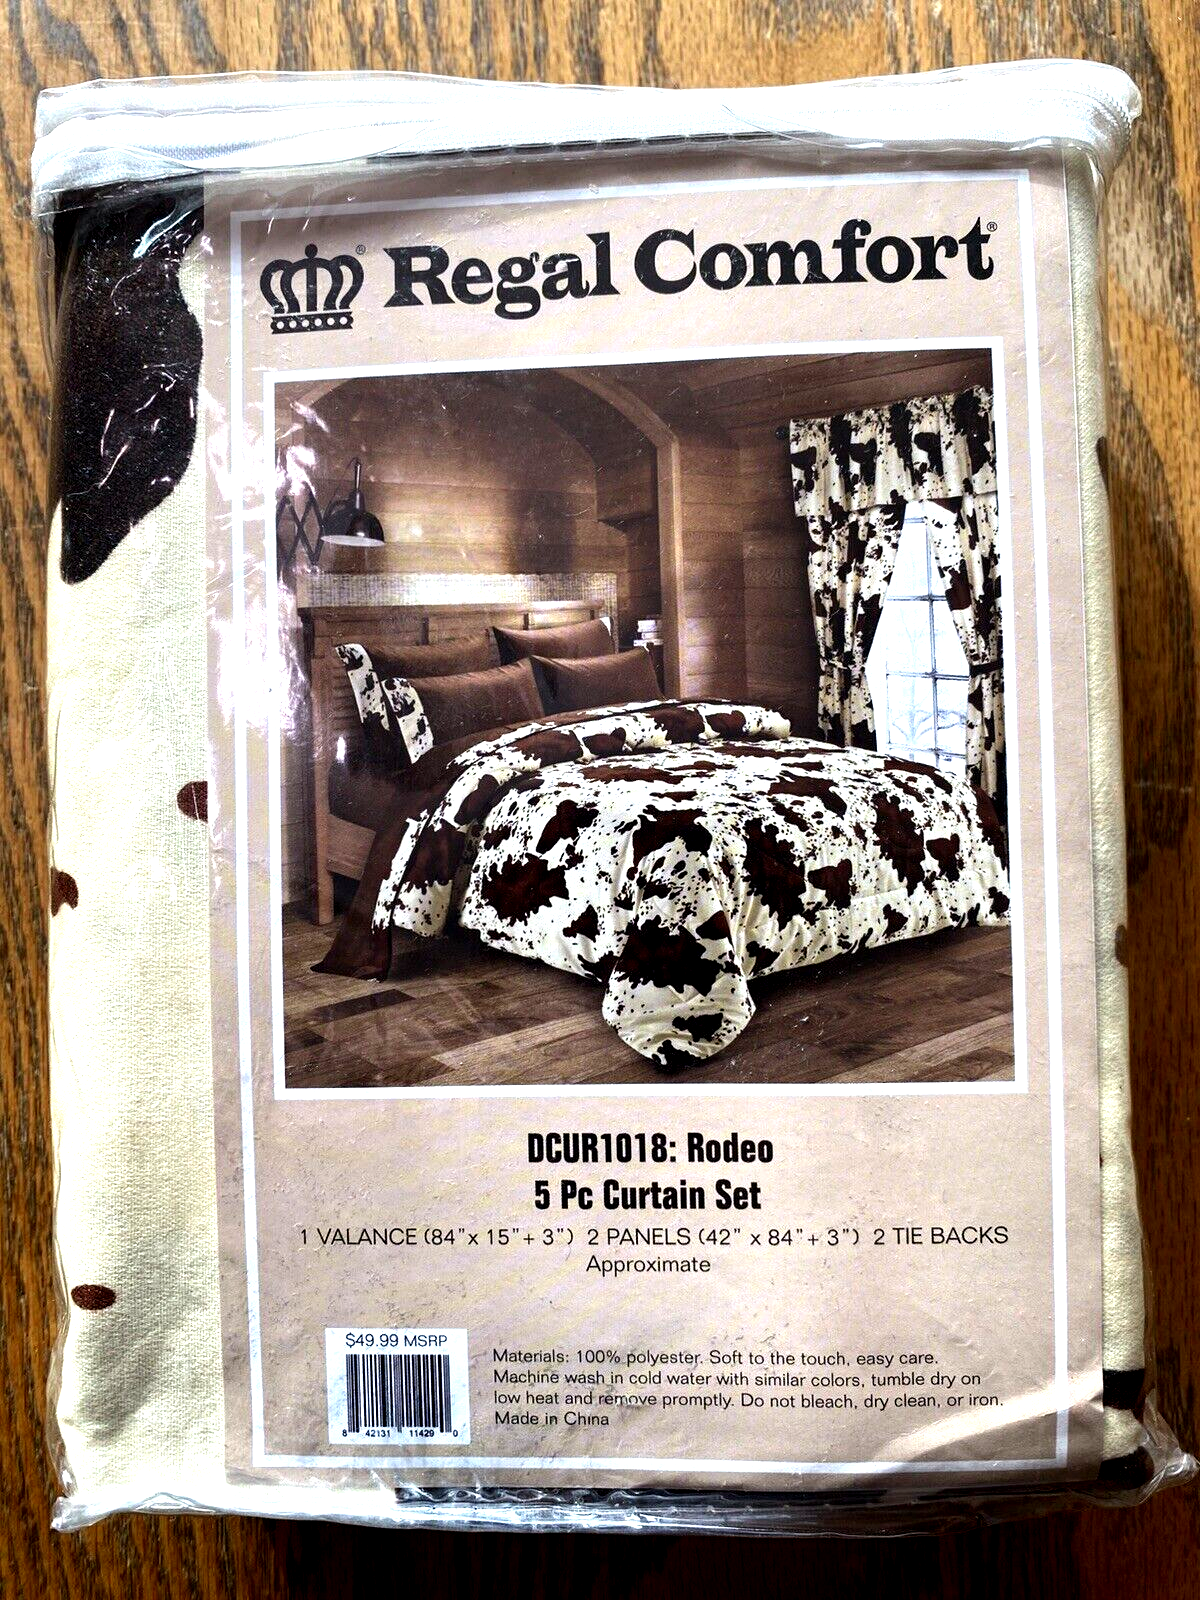 ® Regal Comfort®
DCUR1018: Rodeo
5 Pc Curtain Set
1 VALANCE (84”x 15”+ 3”) 2 PANELS (42” x 84”+ 3”) 2 TIE BACKS
Approximate
$49.99 MSRP
8 42131 11429 0
Materials: 100% polyester. Soft to the touch, easy care.
Machine wash in cold water with similar colors, tumble dry on
low heat and remove promptly. Do not bleach, dry clean, or iron.
Made in China